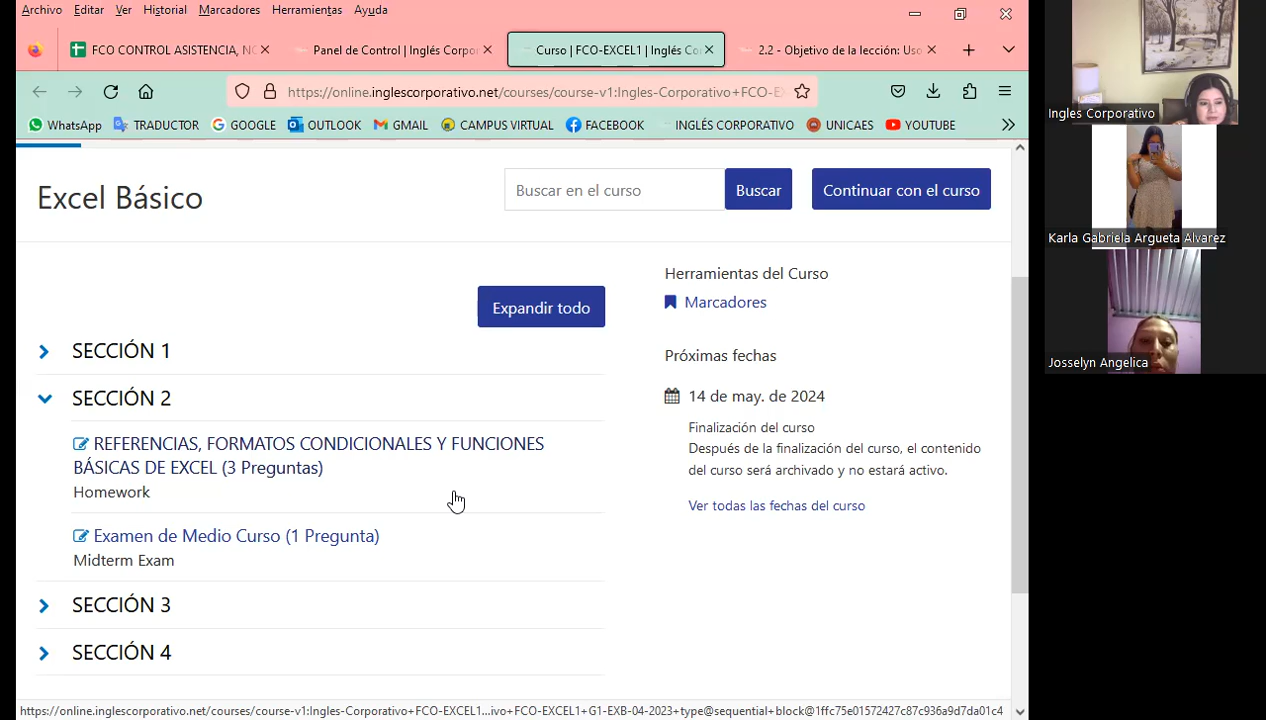 Archivo Editar Ver Historial Marcadores Herramientas Ayuda
FCO CONTROL ASISTENCIA, NO
Panel de Control | Inglés Corpor
Curso | FCO-EXCEL1 | Inglés Co
2.2 - Objetivo de la lección: Uso
https://online.inglescorporativo.net/courses/course-v1:Ingles-Corporativo+FCO-E
WhatsApp TRADUCTOR GOOGLE OUTLOOK GMAIL CAMPUS VIRTUAL FACEBOOK INGLÉS CORPORATIVO UNICAES YOUTUBE
Excel Básico
Buscar en el curso
Buscar
Continuar con el curso
Expandir todo
SECCIÓN 1
SECCIÓN 2
REFERENCIAS, FORMATOS CONDICIONALES Y FUNCIONES
BÁSICAS DE EXCEL (3 Preguntas)
Homework
Examen de Medio Curso (1 Pregunta)
Midterm Exam
SECCIÓN 3
SECCIÓN 4
Herramientas del Curso
Marcadores
Próximas fechas
14 de may. de 2024
Finalización del curso
Después de la finalización del curso, el contenido
del curso será archivado y no estará activo.
Ver todas las fechas del curso
https://online.inglescorporativo.net/courses/course-v1:Ingles-Corporativo+FCO-EXCEL1...ivo+FCO-EXCEL1+G1-EXB-04-2023+type@sequential+block@1ffc75e01572427c87c936a9d7da01c4
Ingles Corporativo
Karla Gabriela Argueta Alvarez
Josselyn Angelica